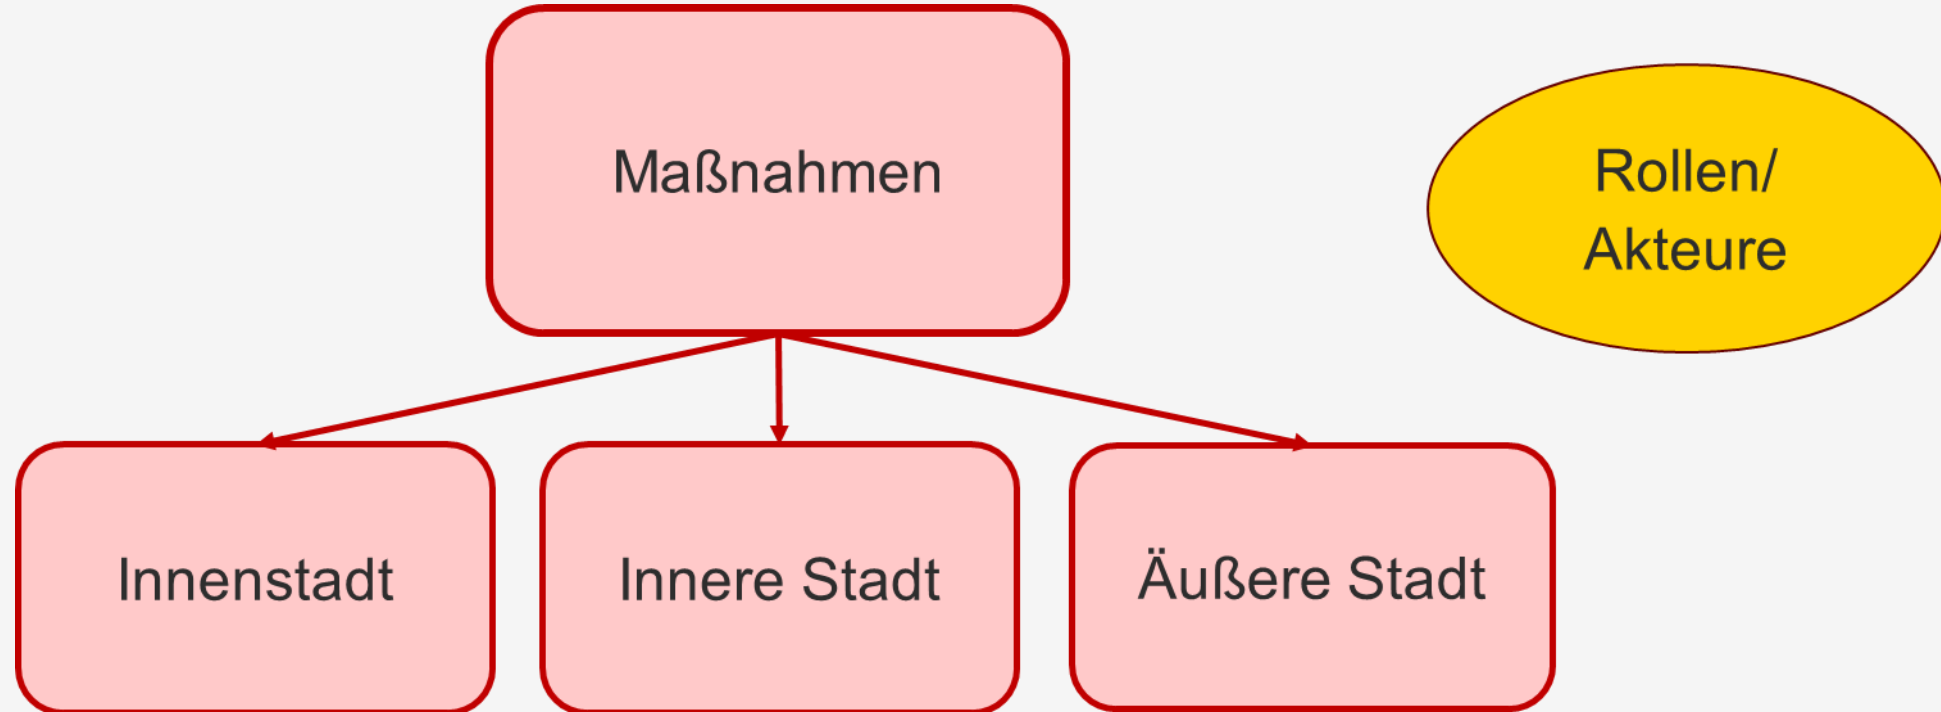 Maßnahmen
Rollen/
Akteure
Innenstadt
Innere Stadt
Äußere Stadt